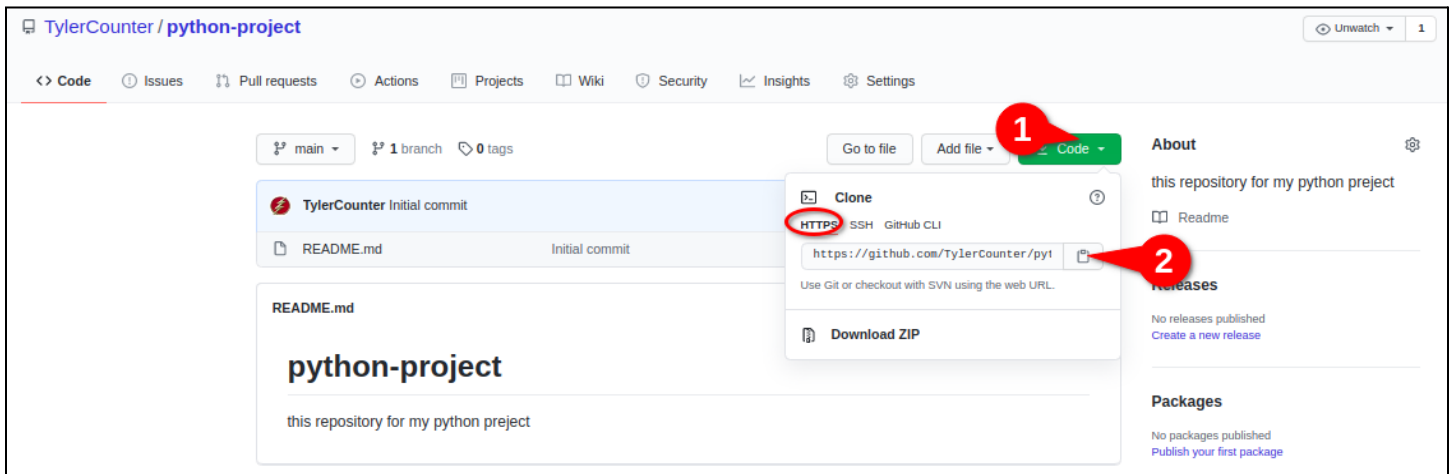 TylerCounter / python-project
Unwatch 1
<> Code Issues Pull requests Actions Projects Wiki Security Insights Settings
main 1 branch 0 tags Go to file Add file Code
1
TylerCounter Initial commit
README.md Initial commit
Clone
HTTPS SSH GitHub CLI
https://github.com/TylerCounter/pyt
2
Use Git or checkout with SVN using the web URL.
Download ZIP
README.md
python-project
this repository for my python preject
About
this repository for my python preject
Readme
Releases
No releases published
Create a new release
Packages
No packages published
Publish your first package